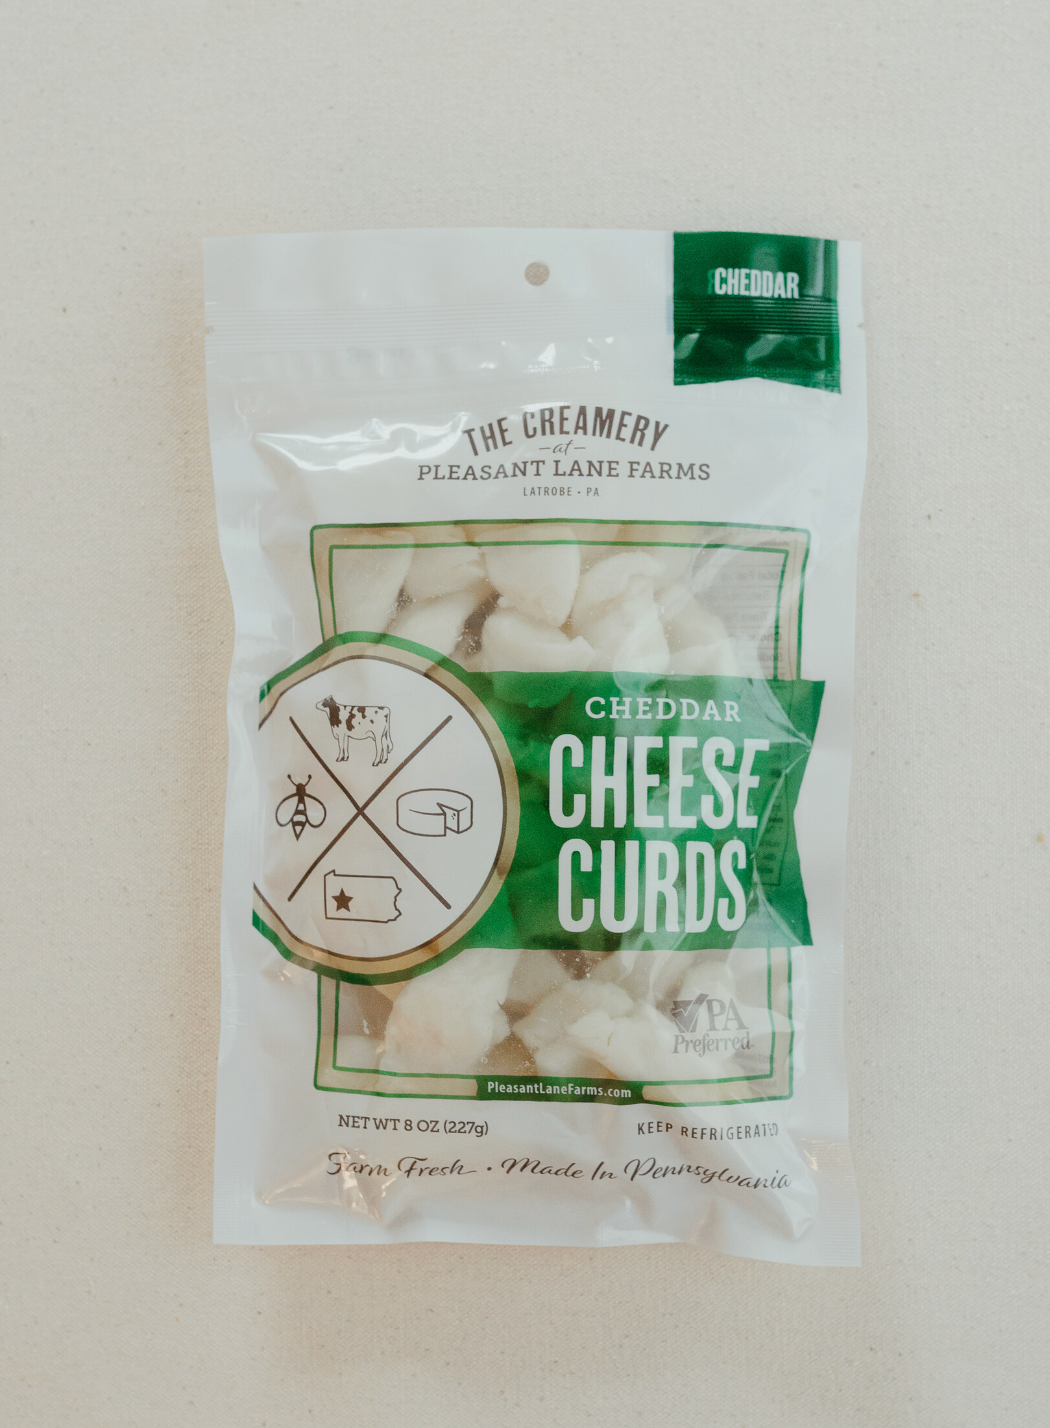 CHEDDAR
THE CREAMERY
at
PLEASANT LANE FARMS
LATROBE • PA
CHEDDAR
CHEESE
CURDS
PA
Preferred
PleasantLaneFarms.com
NET WT 8 OZ (227g)
KEEP REFRIGERATED
Farm Fresh • Made In Pennsylvania